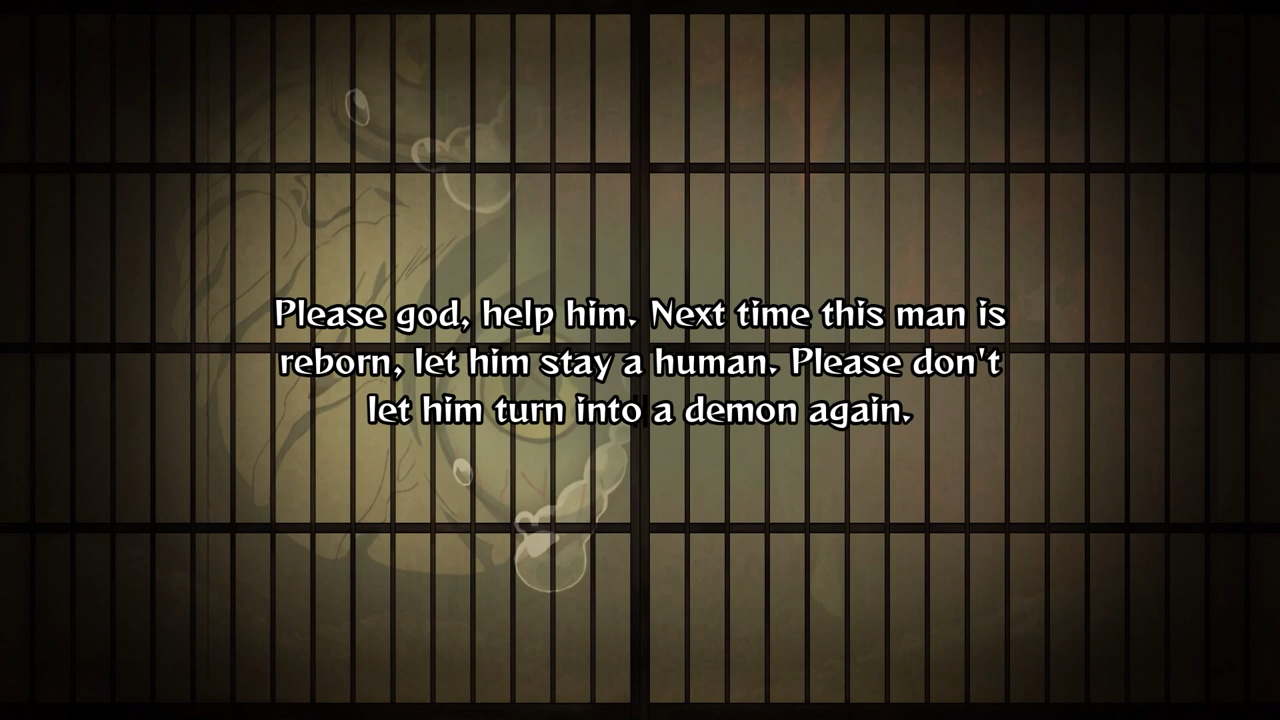 Please god, help him. Next time this man is
reborn, let him stay a human. Please don't
let him turn into a demon again.